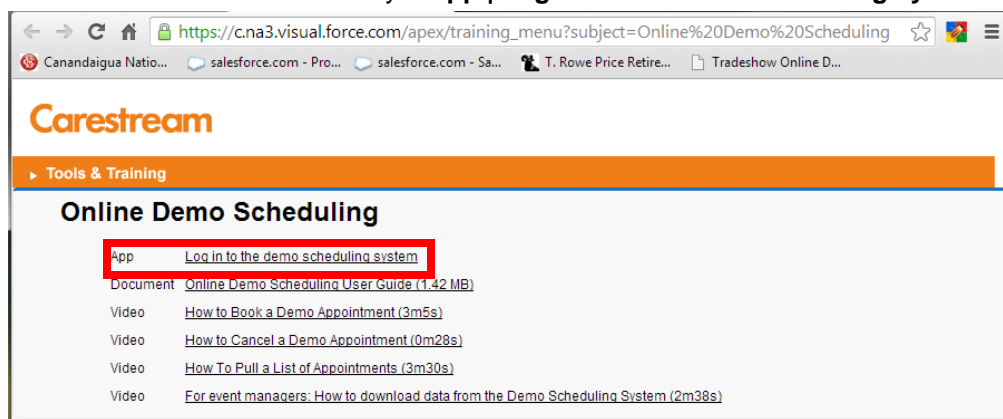 https://c.na3.visual.force.com/apex/training_menu?subject=Online%20Demo%20Scheduling
Canandaigua Natio... salesforce.com - Pro... salesforce.com - Sa... T. Rowe Price Retire... Tradeshow Online D...
Carestream
Tools & Training
Online Demo Scheduling
App Log in to the demo scheduling system
Document Online Demo Scheduling User Guide (1.42 MB)
Video How to Book a Demo Appointment (3m5s)
Video How to Cancel a Demo Appointment (0m28s)
Video How To Pull a List of Appointments (3m30s)
Video For event managers: How to download data from the Demo Scheduling System (2m38s)